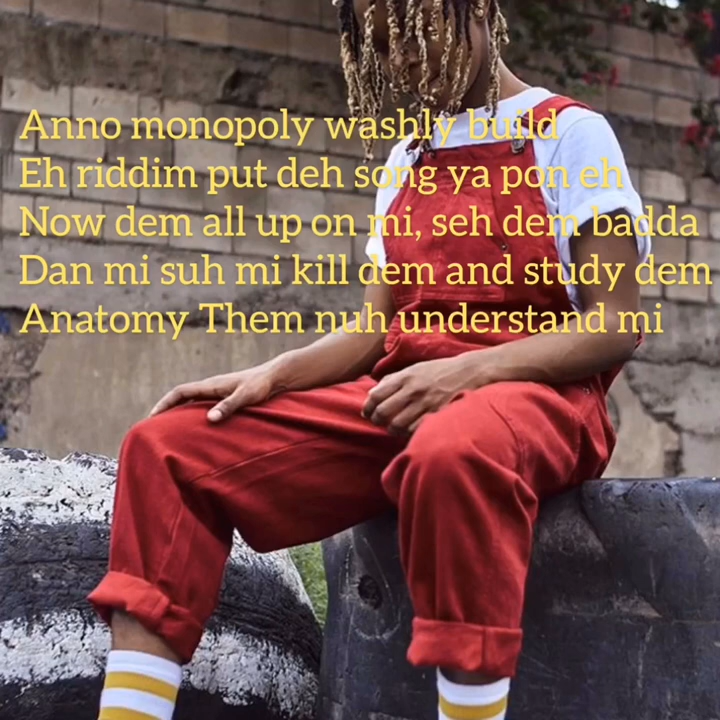 Anno monopoly washly build
Eh riddim put deh song ya pon eh
Now dem all up on mi, seh dem badda
Dan mi suh mi kill dem and study dem
Anatomy Them nuh understand mi